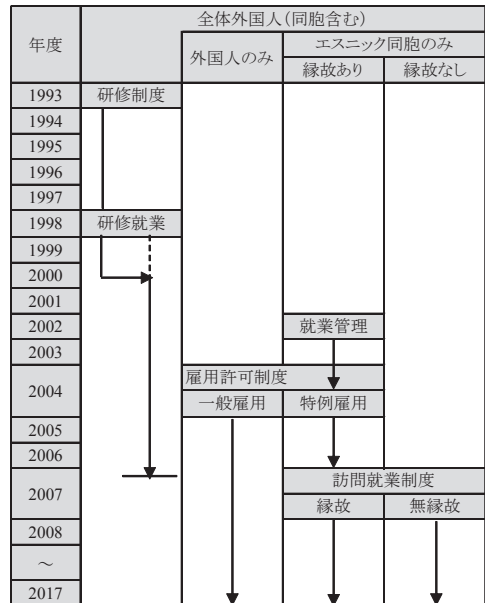 年度
全体外国人(同胞含む)
外国人のみ
エスニック同胞のみ
縁故あり 縁故なし
1993 研修制度
1994
1995
1996
1997
1998 研修就業
1999
2000
2001
2002 就業管理
2003
2004 雇用許可制度
一般雇用 特例雇用
2005
2006
2007 訪問就業制度
縁故 無縁故
2008
~
2017